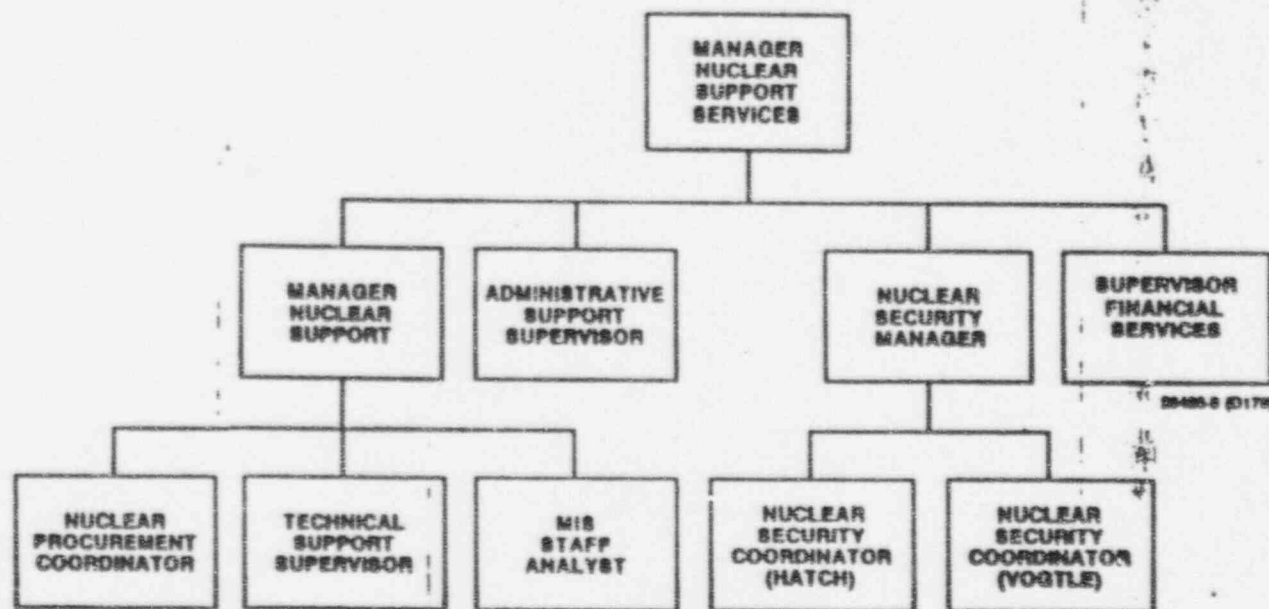 MANAGER
NUCLEAR
SUPPORT
SERVICES
MANAGER
NUCLEAR
SUPPORT
ADMINISTRATIVE
SUPPORT
SUPERVISOR
NUCLEAR
SECURITY
MANAGER
SUPERVISOR
FINANCIAL
SERVICES
NUCLEAR
PROCUREMENT
COORDINATOR
TECHNICAL
SUPPORT
SUPERVISOR
MIS
STAFF
ANALYST
NUCLEAR
SECURITY
COORDINATOR
(HATCH)
NUCLEAR
SECURITY
COORDINATOR
(VOGTLE)